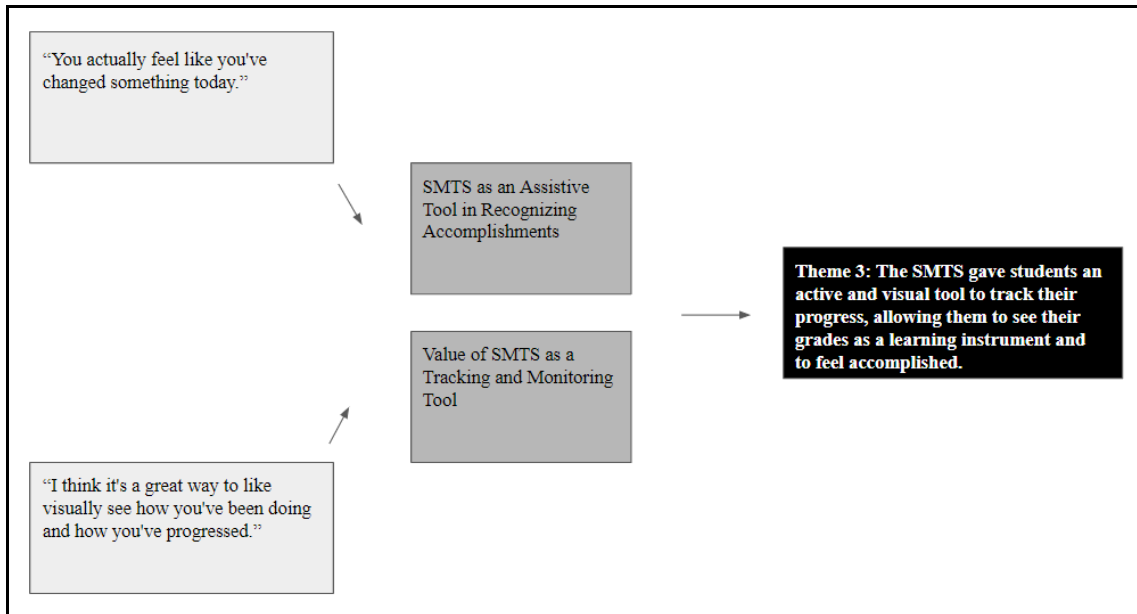 “You actually feel like you've
changed something today.”
SMTS as an Assistive
Tool in Recognizing
Accomplishments
Value of SMTS as a
Tracking and Monitoring
Tool
“I think it's a great way to like
visually see how you've been doing
and how you've progressed.”
Theme 3: The SMTS gave students an
active and visual tool to track their
progress, allowing them to see their
grades as a learning instrument and
to feel accomplished.